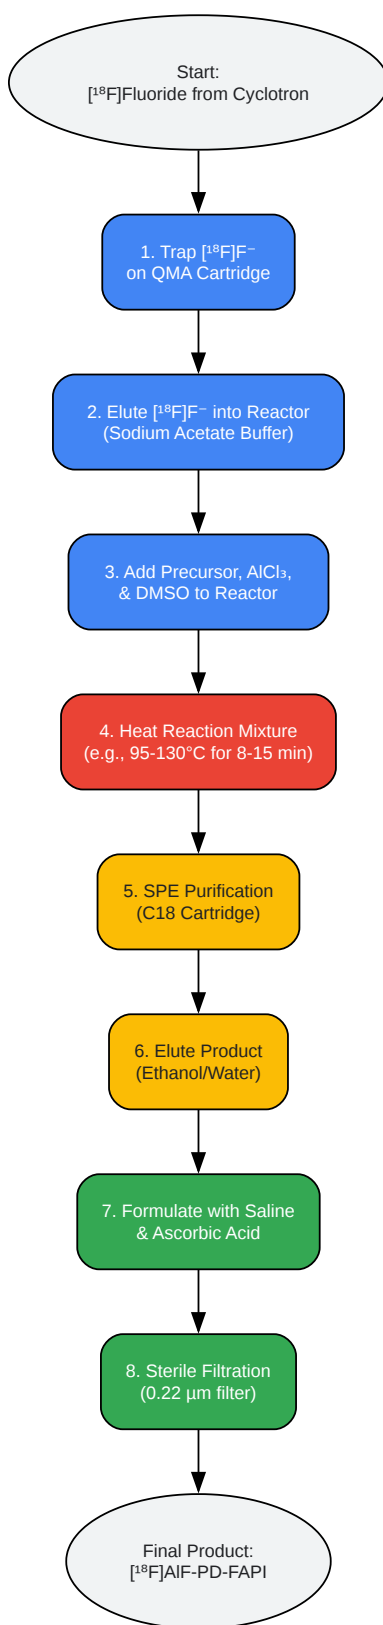 Start:
[¹⁸F]Fluoride from Cyclotron
1. Trap [¹⁸F]F⁻
on QMA Cartridge
2. Elute [¹⁸F]F⁻ into Reactor
(Sodium Acetate Buffer)
3. Add Precursor, AlCl₃,
& DMSO to Reactor
4. Heat Reaction Mixture
(e.g., 95-130°C for 8-15 min)
5. SPE Purification
(C18 Cartridge)
6. Elute Product
(Ethanol/Water)
7. Formulate with Saline
& Ascorbic Acid
8. Sterile Filtration
(0.22 µm filter)
Final Product:
[¹⁸F]AlF-PD-FAPI